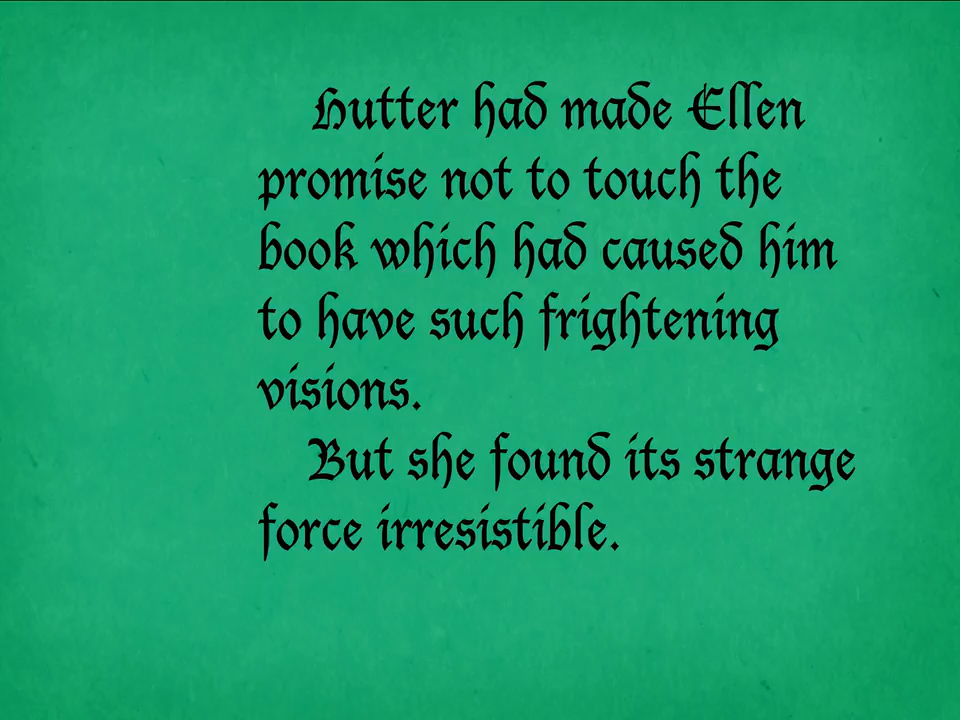 Hutter had made Ellen
promise not to touch the
book which had caused him
to have such frightening
visions.
But she found its strange
force irresistible.